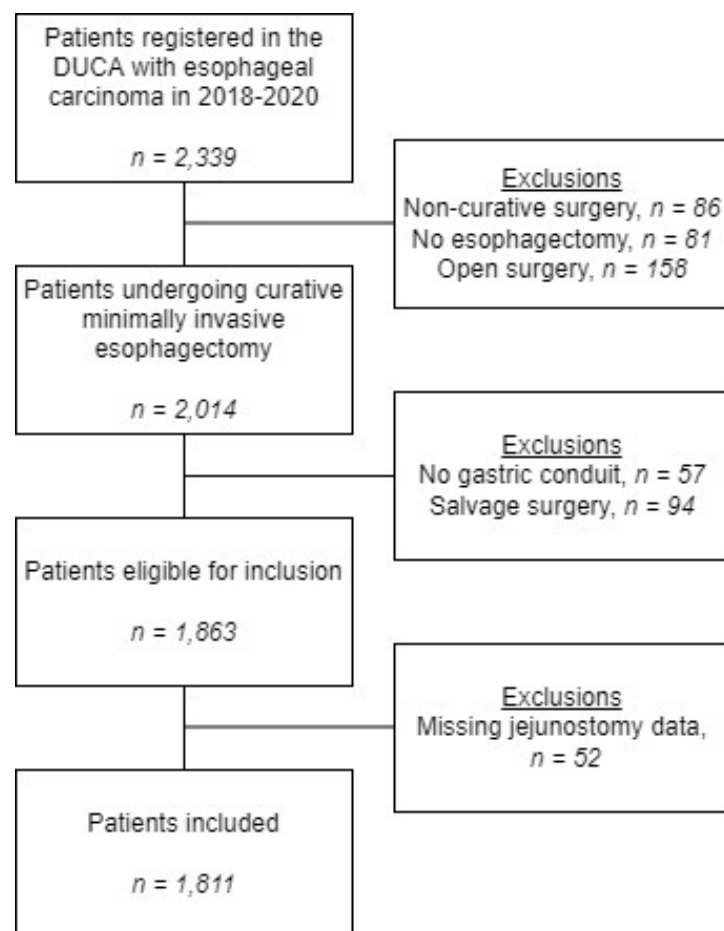 Patients registered in the
DUCA with esophageal
carcinoma in 2018-2020
n = 2,339
Exclusions
Non-curative surgery, n = 86
No esophagectomy, n = 81
Open surgery, n = 158
Patients undergoing curative
minimally invasive
esophagectomy
n = 2,014
Exclusions
No gastric conduit, n = 57
Salvage surgery, n = 94
Patients eligible for inclusion
n = 1,863
Exclusions
Missing jejunostomy data,
n = 52
Patients included
n = 1,811